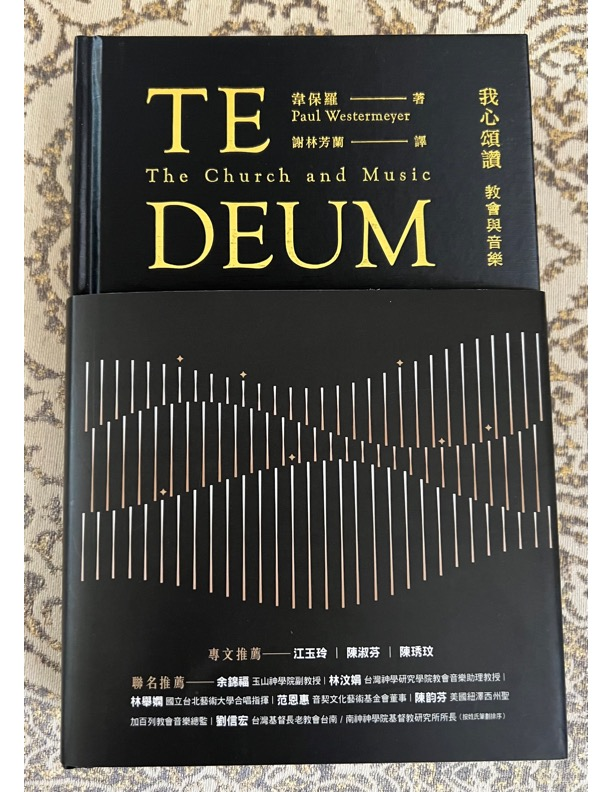 TE
DEUM
The Church and Music
韋保羅 著
Paul Westermeyer
謝林芳蘭 譯
我心頌讚 教會與音樂
專文推薦 江玉玲｜陳淑芬｜陳琇玟
聯名推薦 余錦福 玉山神學院副教授｜林汶娟 台灣神學研究學院教會音樂助理教授｜
林舉嫻 國立台北藝術大學合唱指揮｜范恩惠 音契文化藝術基金會董事｜陳韵芬 美國紐澤西州聖
加百列教會音樂總監｜劉信宏 台灣基督長老教會台南/南神神學院基督教研究所所長（按姓氏筆劃排序）